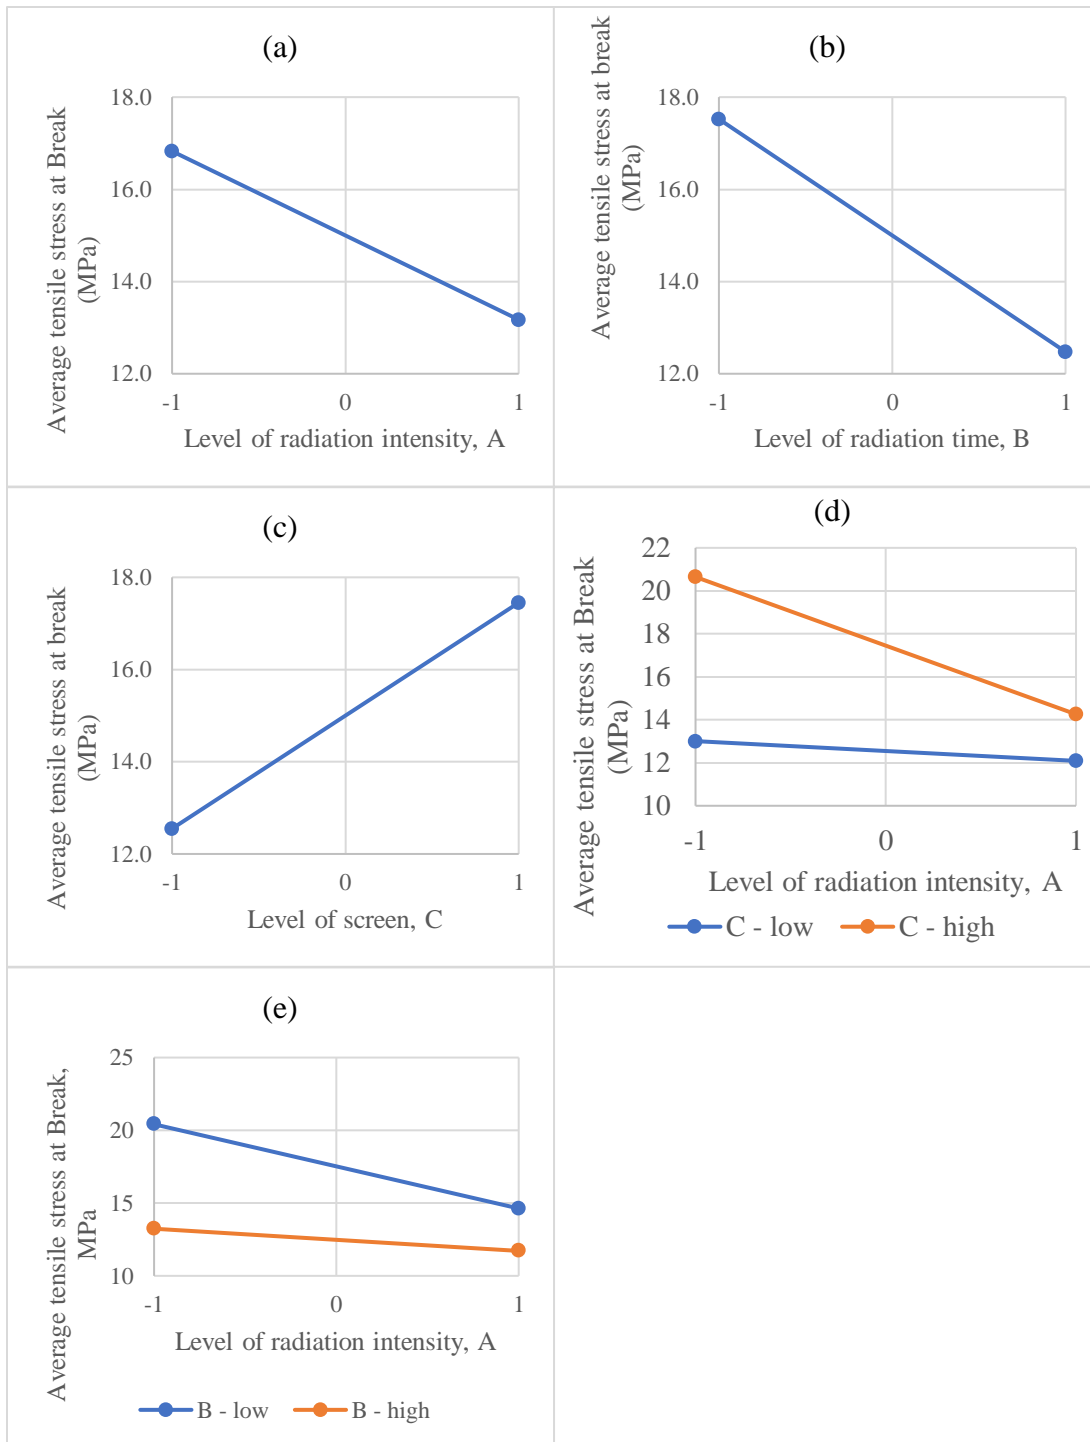 (a)
Average tensile stress at Break
(MPa)
18.0
16.0
14.0
12.0
-1
0
1
Level of radiation intensity, A
(b)
Average tensile stress at break
(MPa)
18.0
16.0
14.0
12.0
-1
0
1
Level of radiation time, B
(c)
Average tensile stress at break
(MPa)
18.0
16.0
14.0
12.0
-1
0
1
Level of screen, C
(d)
Average tensile stress at Break
(MPa)
22
20
18
16
14
12
10
-1
0
1
Level of radiation intensity, A
C - low
C - high
(e)
Average tensile stress at Break,
MPa
25
20
15
10
-1
0
1
Level of radiation intensity, A
B - low
B - high